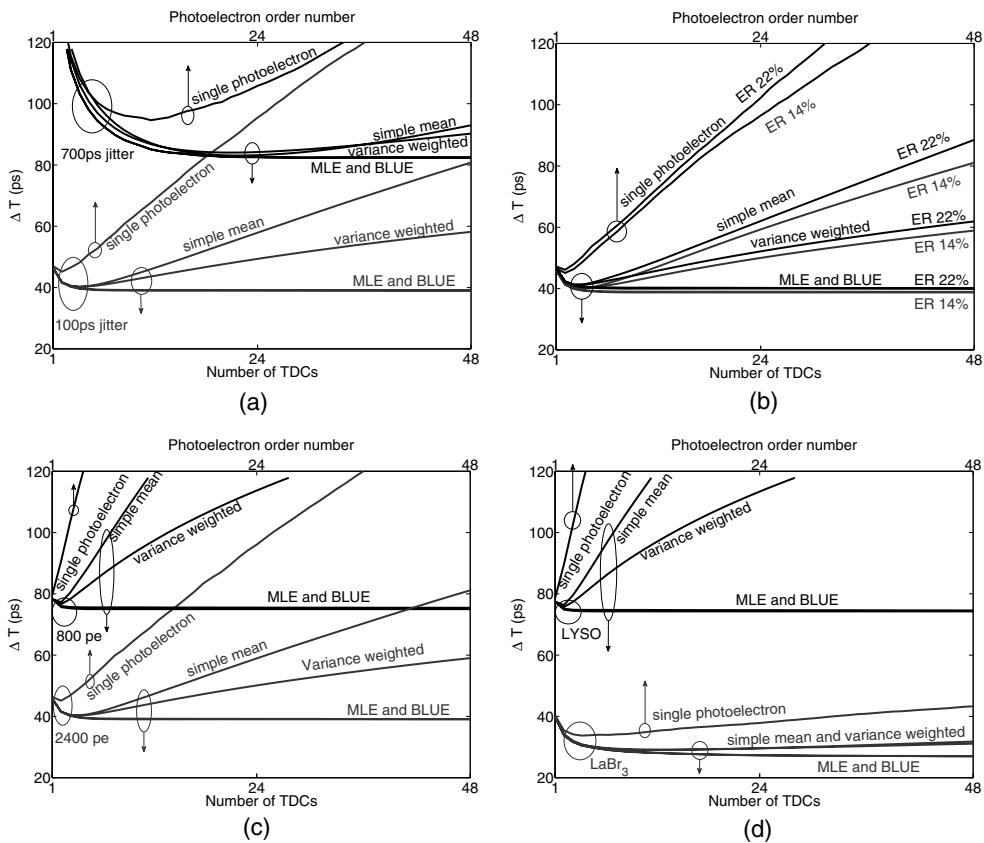 Photoelectron order number
1 24 48
120
100
80
60
40
20
Δ T (ps)
single photoelectron
700ps jitter
simple mean
variance weighted
MLE and BLUE
single photoelectron
simple mean
variance weighted
MLE and BLUE
100ps jitter
1 24 48
Number of TDCs
(a)
Photoelectron order number
1 24 48
120
100
80
60
40
20
Δ T (ps)
ER 22%
ER 14%
single photoelectron
ER 22%
simple mean
ER 14%
variance weighted
ER 22%
ER 14%
MLE and BLUE
ER 22%
ER 14%
1 24 48
Number of TDCs
(b)
Photoelectron order number
1 24 48
120
100
80
60
40
20
Δ T (ps)
single photoelectron
simple mean
variance weighted
MLE and BLUE
800 pe
single photoelectron
simple mean
Variance weighted
MLE and BLUE
2400 pe
1 24 48
Number of TDCs
(c)
Photoelectron order number
1 24 48
120
100
80
60
40
20
Δ T (ps)
single photoelectron
simple mean
variance weighted
MLE and BLUE
LYSO
single photoelectron
simple mean and variance weighted
LaBr3
MLE and BLUE
1 24 48
Number of TDCs
(d)